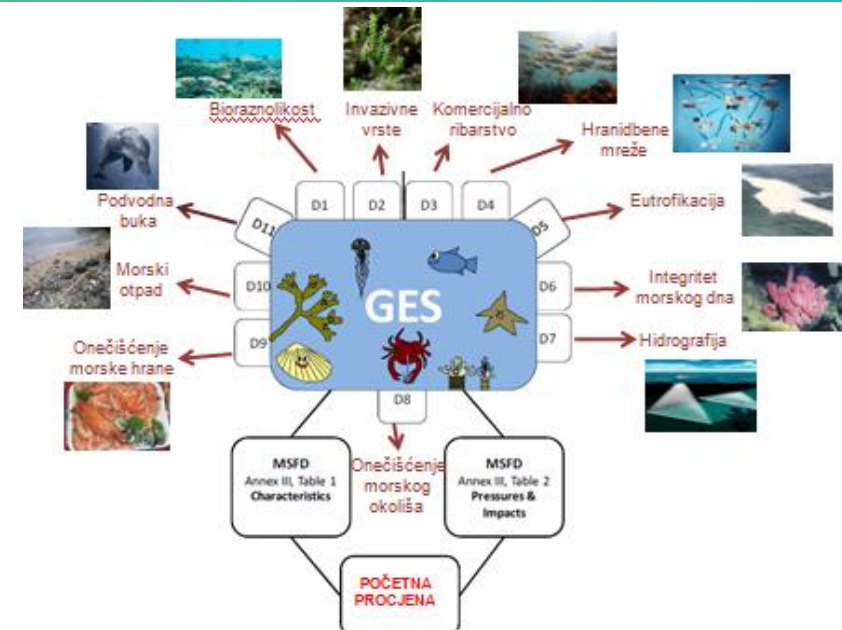 Bioraznolikost
Invazivne
vrste
Komercijalno
ribarstvo
Hranidbene
mreže
Podvodna
buka
Eutrofikacija
D1
D2
D3
D4
D11
D5
Morski
otpad
D10
GES
D6
Integritet
morskog dna
Onečišćenje
morske hrane
D9
D7
Hidrografija
D8
MSFD
Annex III, Table 1
Characteristics
Onečišćenje
morskog
okoliša
MSFD
Annex III, Table 2
Pressures &
Impacts
POČETNA
PROCJENA